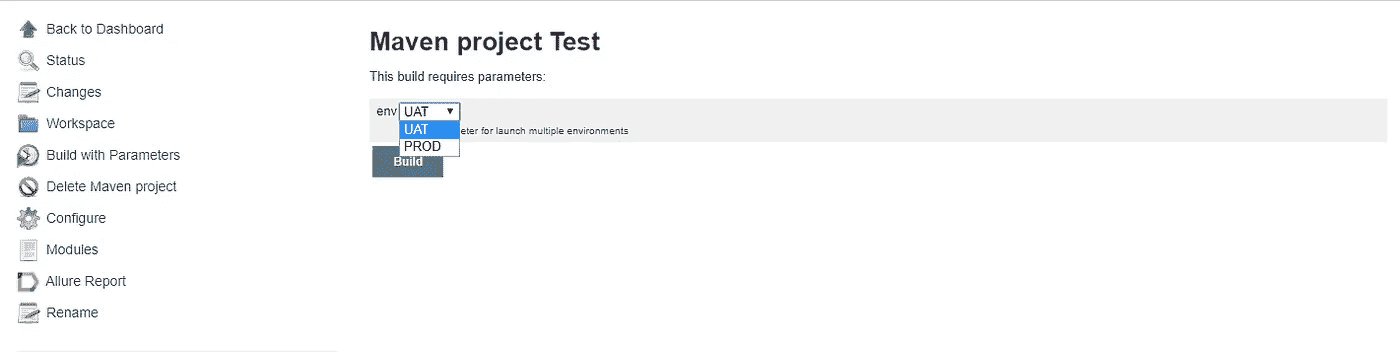 Back to Dashboard
Status
Changes
Workspace
Build with Parameters
Delete Maven project
Configure
Modules
Allure Report
Rename
Maven project Test
This build requires parameters:
env UAT
UAT
for launch multiple environments
PROD
Build